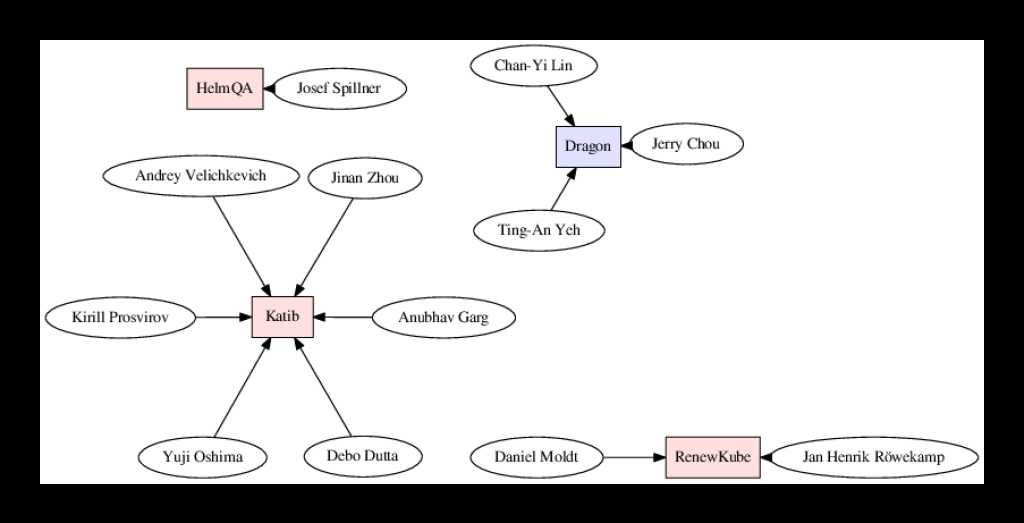 Chan-Yi Lin
HelmQA
Josef Spillner
Dragon
Jerry Chou
Andrey Velichkevich
Jinan Zhou
Ting-An Yeh
Kirill Prosvirov
Katib
Anubhav Garg
Yuji Oshima
Debo Dutta
Daniel Moldt
RenewKube
Jan Henrik Röwekamp